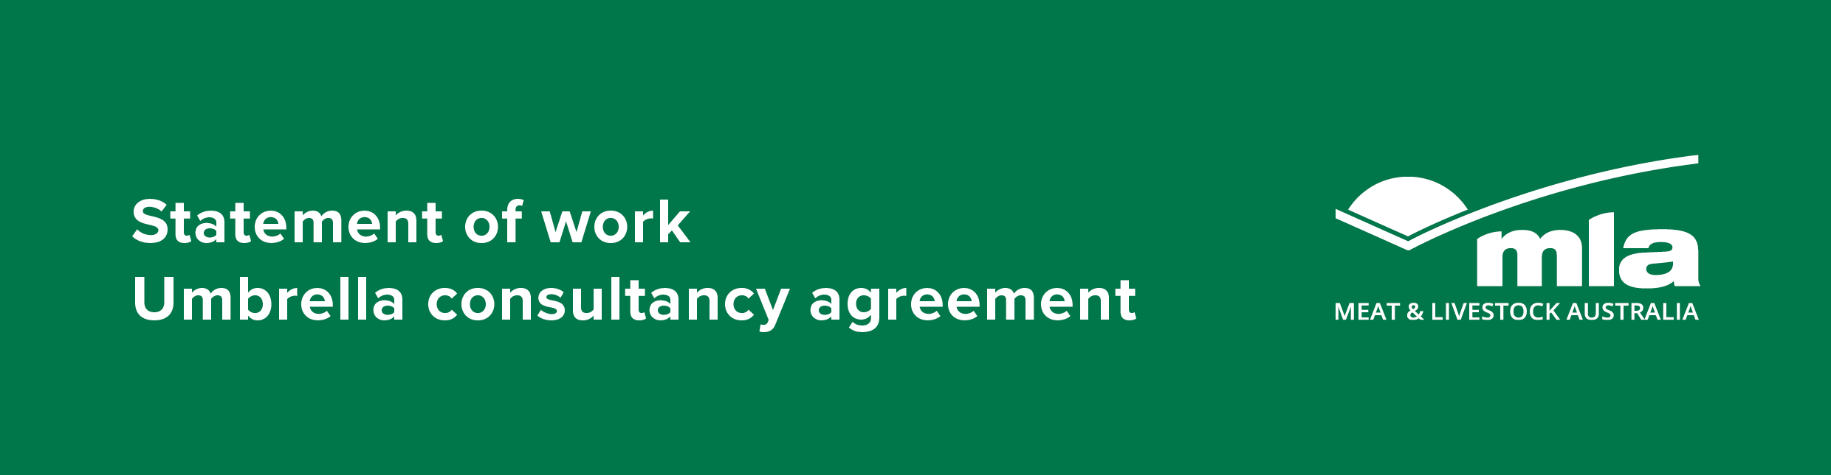 Statement of work
Umbrella consultancy agreement
mla
MEAT & LIVESTOCK AUSTRALIA